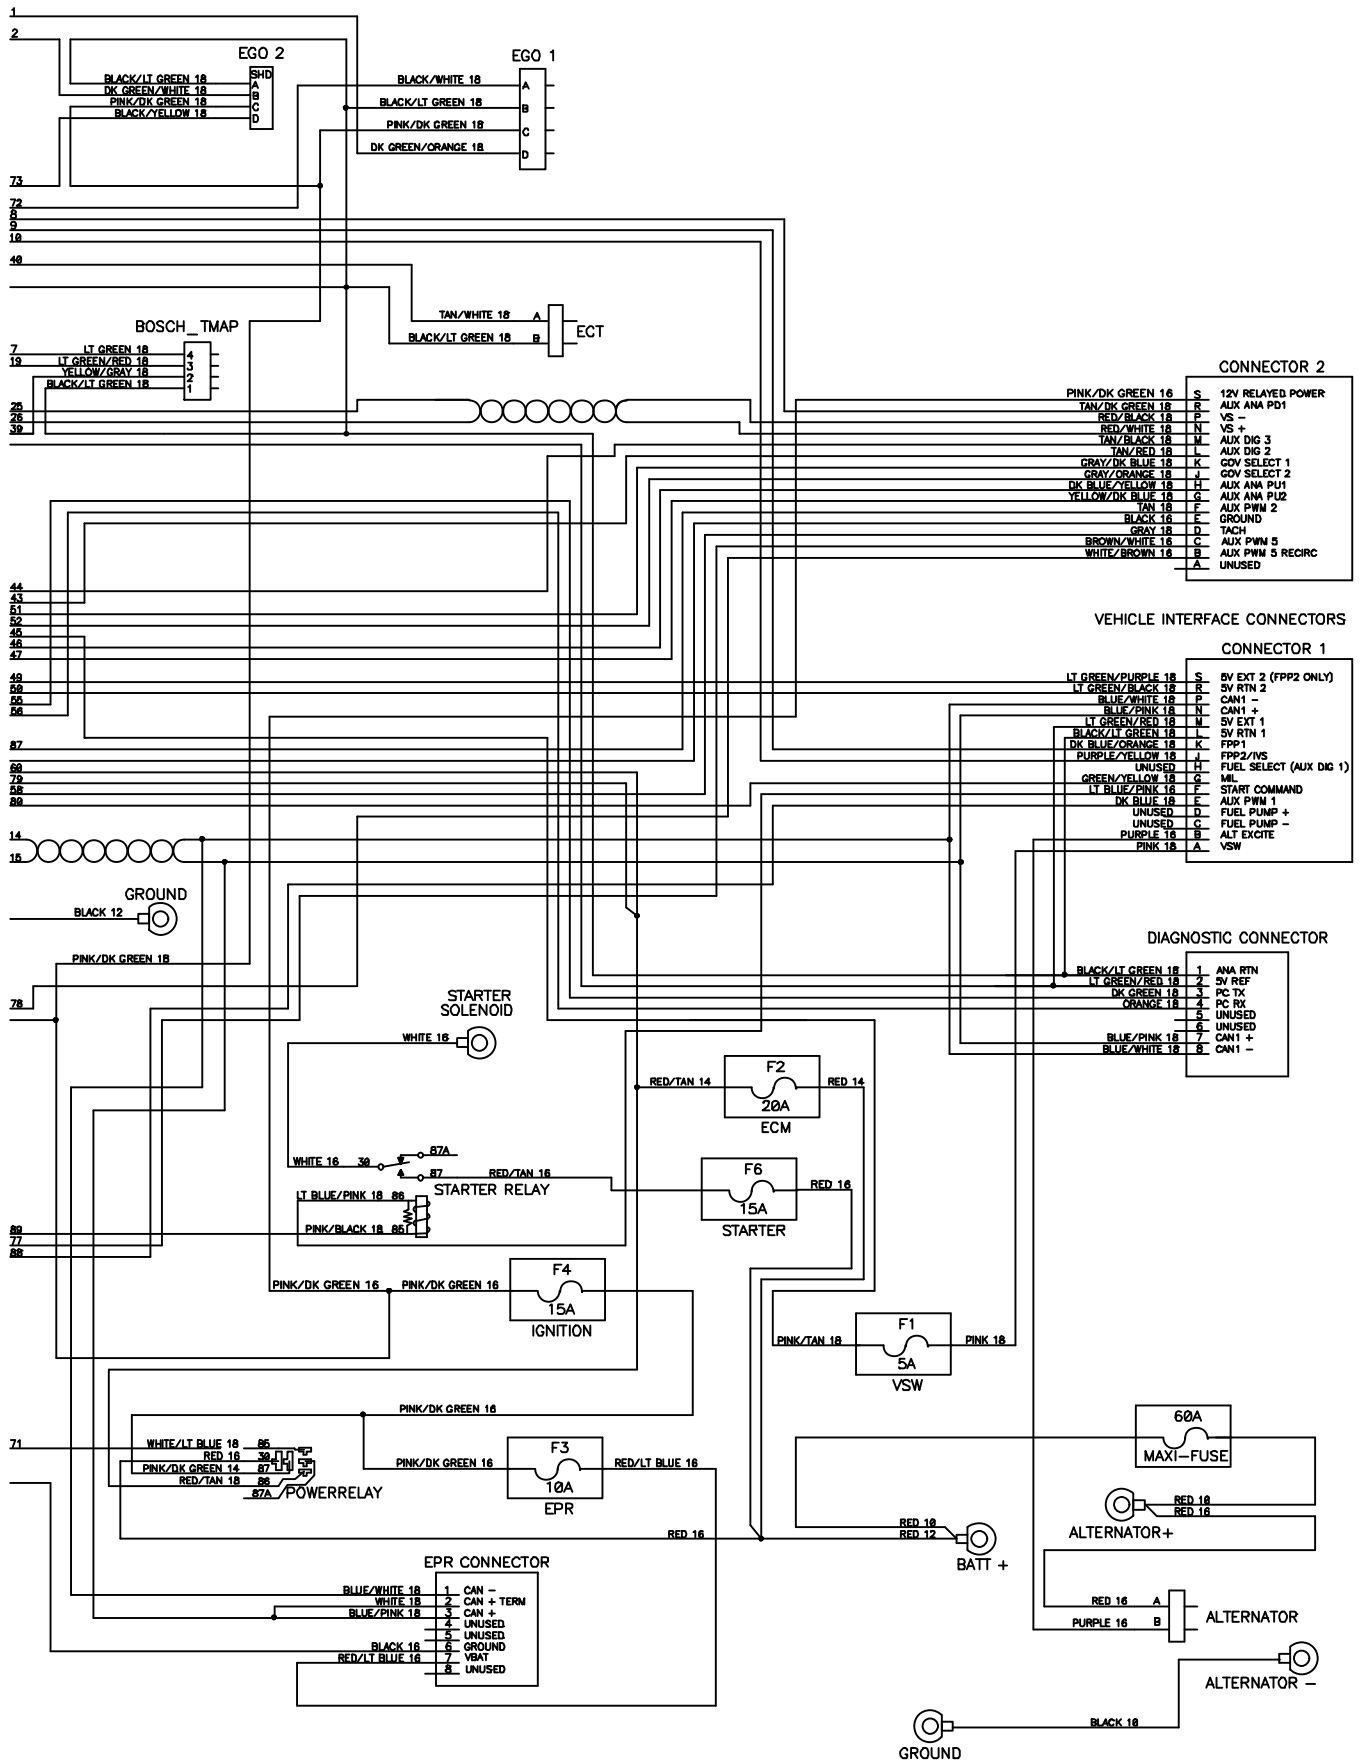 1
2
EGO 2
SHD
BLACK/LT GREEN 18 A
DK GREEN/WHITE 18 B
PINK/DK GREEN 18 C
BLACK/YELLOW 18 D
EGO 1
BLACK/WHITE 18 A
BLACK/LT GREEN 18 B
PINK/DK GREEN 18 C
DK GREEN/ORANGE 18 D
73
72
8
9
10
40
TAN/WHITE 18 A
BLACK/LT GREEN 18 B
ECT
BOSCH_TMAP
7 LT GREEN 18 4
19 LT GREEN/RED 18 3
YELLOW/GRAY 18 2
BLACK/LT GREEN 18 1
25
26
39
CONNECTOR 2
PINK/DK GREEN 16 S 12V RELAYED POWER
TAN/DK GREEN 18 R AUX ANA PD1
RED/BLACK 18 P VS -
RED/WHITE 18 N VS +
TAN/BLACK 18 M AUX DIG 3
TAN/RED 18 L AUX DIG 2
GRAY/DK BLUE 18 K GOV SELECT 1
GRAY/ORANGE 18 J GOV SELECT 2
DK BLUE/YELLOW 18 H AUX ANA PU1
YELLOW/DK BLUE 18 G AUX ANA PU2
TAN 18 F AUX PWM 2
BLACK 16 E GROUND
GRAY 18 D TACH
BROWN/WHITE 16 C AUX PWM 5
WHITE/BROWN 16 B AUX PWM 5 RECIRC
A UNUSED
44
43
51
52
45
46
47
VEHICLE INTERFACE CONNECTORS
CONNECTOR 1
49
50
55
56
87
60
79
58
80
LT GREEN/PURPLE 18 S 5V EXT 2 (FPP2 ONLY)
LT GREEN/BLACK 18 R 5V RTN 2
BLUE/WHITE 18 P CAN1 -
BLUE/PINK 18 N CAN1 +
LT GREEN/RED 18 M 5V EXT 1
BLACK/LT GREEN 18 L 5V RTN 1
DK BLUE/ORANGE 18 K FPP1
PURPLE/YELLOW 18 J FPP2/IVS
UNUSED H FUEL SELECT (AUX DIG 1)
GREEN/YELLOW 18 G MIL
LT BLUE/PINK 16 F START COMMAND
DK BLUE 18 E AUX PWM 1
UNUSED D FUEL PUMP +
UNUSED C FUEL PUMP -
PURPLE 16 B ALT EXCITE
PINK 18 A VSW
14
15
GROUND
BLACK 12
PINK/DK GREEN 18
78
DIAGNOSTIC CONNECTOR
BLACK/LT GREEN 18 1 ANA RTN
LT GREEN/RED 18 2 5V REF
DK GREEN 18 3 PC TX
ORANGE 18 4 PC RX
5 UNUSED
6 UNUSED
BLUE/PINK 18 7 CAN1 +
BLUE/WHITE 18 8 CAN1 -
STARTER
SOLENOID
WHITE 16
RED/TAN 14 F2 RED 14
20A
ECM
WHITE 16 30
87A
87 RED/TAN 16
STARTER RELAY
F6 RED 16
15A
STARTER
LT BLUE/PINK 18 86
PINK/BLACK 18 85
89
77
88
F4
PINK/DK GREEN 16 PINK/DK GREEN 16
15A
IGNITION
F1
PINK/TAN 18 PINK 18
5A
VSW
PINK/DK GREEN 16
71
WHITE/LT BLUE 18 85
RED 16 30
PINK/DK GREEN 14 87
RED/TAN 18 86
87A POWERRELAY
F3
PINK/DK GREEN 16 RED/LT BLUE 16
10A
EPR
60A
MAXI-FUSE
RED 10
RED 16
ALTERNATOR+
RED 16
RED 10
RED 12
BATT +
EPR CONNECTOR
BLUE/WHITE 18 1 CAN -
WHITE 18 2 CAN + TERM
BLUE/PINK 18 3 CAN +
4 UNUSED
5 UNUSED
BLACK 16 6 GROUND
RED/LT BLUE 16 7 VBAT
8 UNUSED
RED 16 A
PURPLE 16 B
ALTERNATOR
ALTERNATOR -
BLACK 10
GROUND